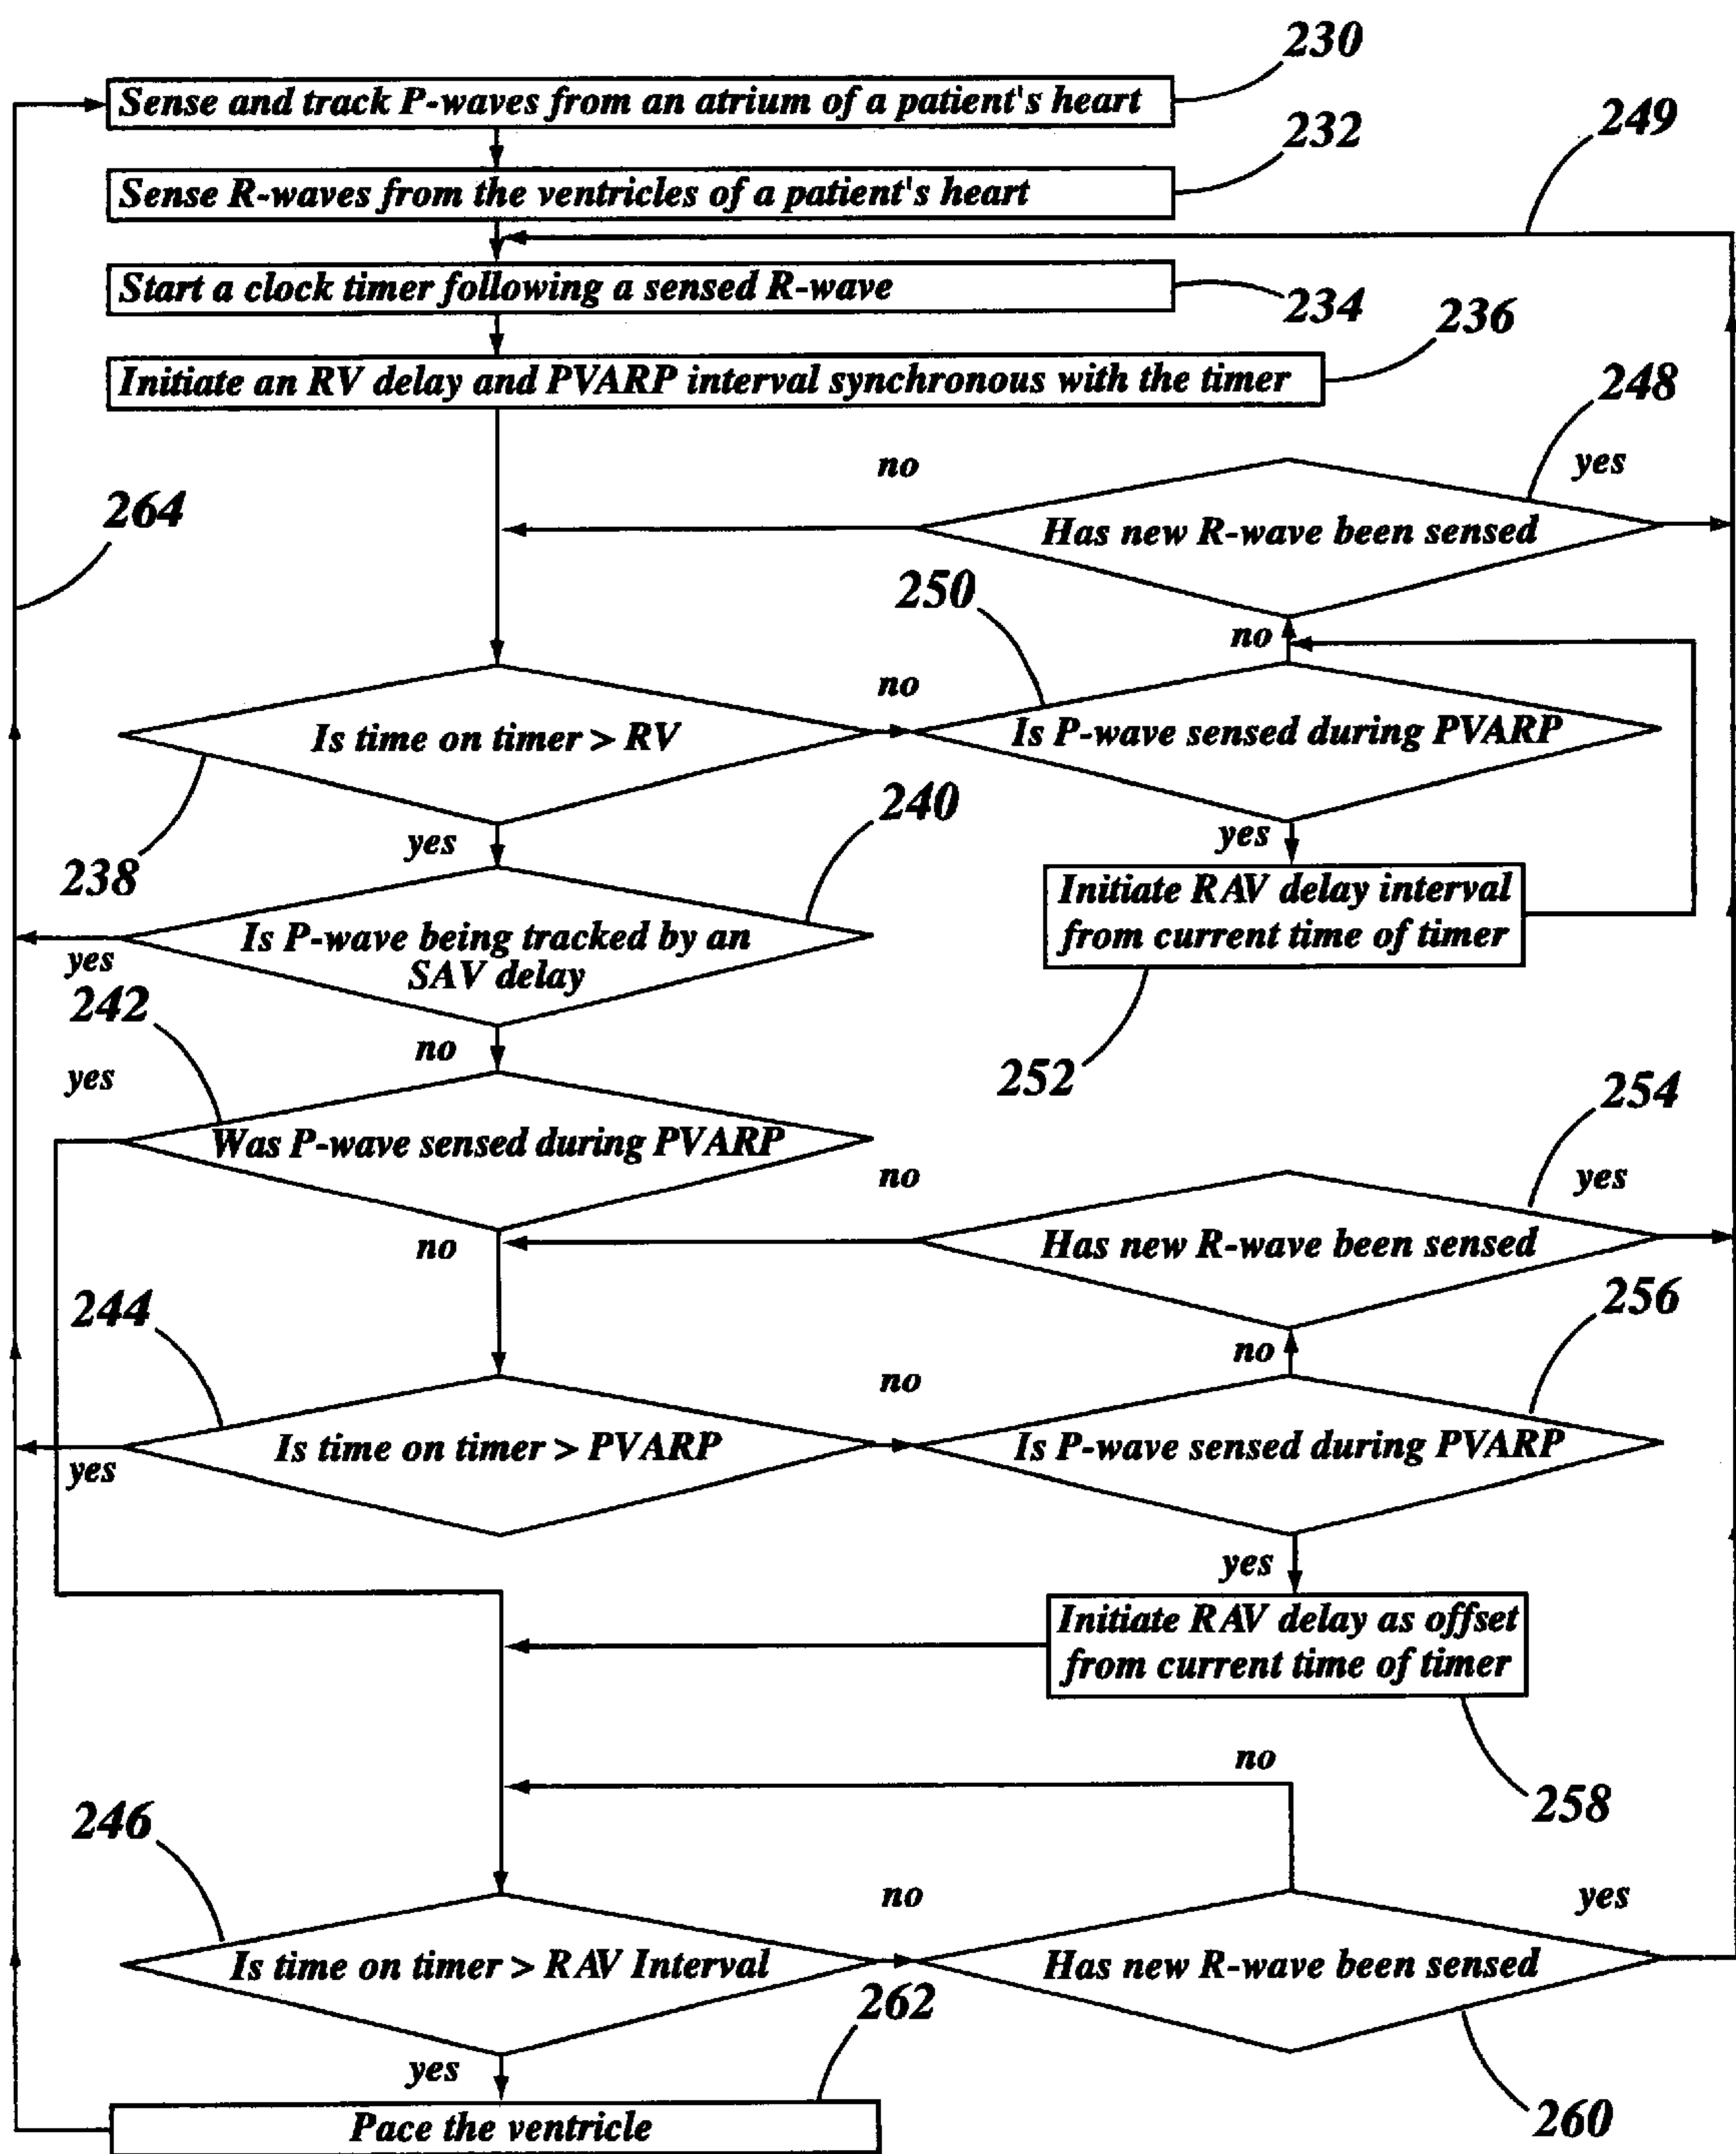 230
Sense and track P-waves from an atrium of a patient's heart
232
249
Sense R-waves from the ventricles of a patient's heart
Start a clock timer following a sensed R-wave
234
236
Initiate an RV delay and PVARP interval synchronous with the timer
248
no
yes
264
Has new R-wave been sensed
250
no
no
Is time on timer > RV
Is P-wave sensed during PVARP
240
yes
yes
238
Initiate RAV delay interval
from current time of timer
Is P-wave being tracked by an
SAV delay
yes
242
no
252
yes
254
Was P-wave sensed during PVARP
no
yes
no
Has new R-wave been sensed
244
256
no
no
Is time on timer > PVARP
Is P-wave sensed during PVARP
yes
yes
Initiate RAV delay as offset
from current time of timer
no
258
246
no
yes
Is time on timer > RAV Interval
Has new R-wave been sensed
262
yes
260
Pace the ventricle